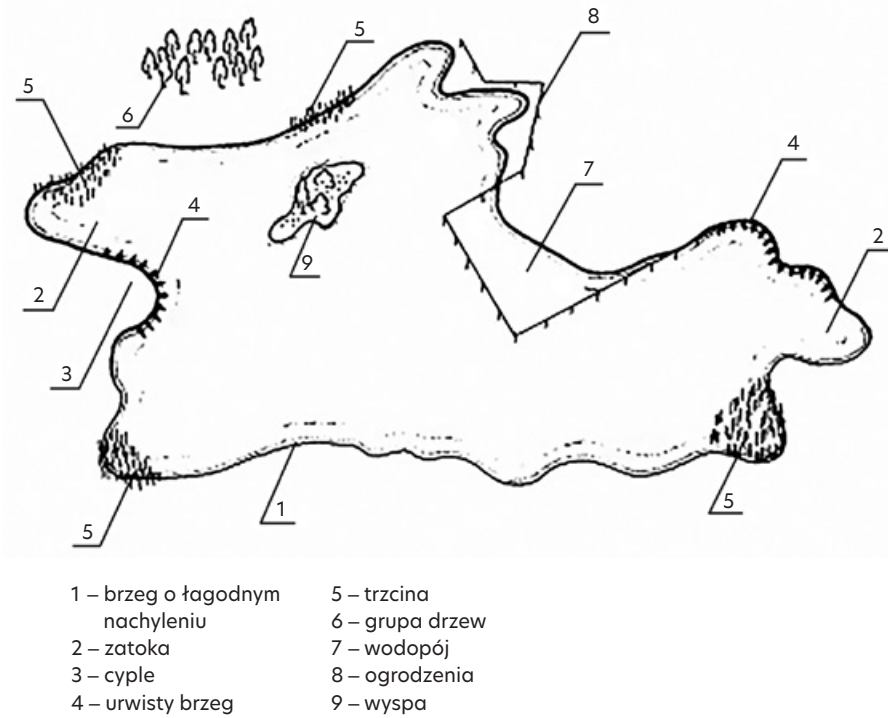 8
5
5
6
7
4
4
2
9
2
3
1
5
5
1 – brzeg o łagodnym
nachyleniu
2 – zatoka
3 – cyple
4 – urwisty brzeg
5 – trzcina
6 – grupa drzew
7 – wodopój
8 – ogrodzenia
9 – wyspa